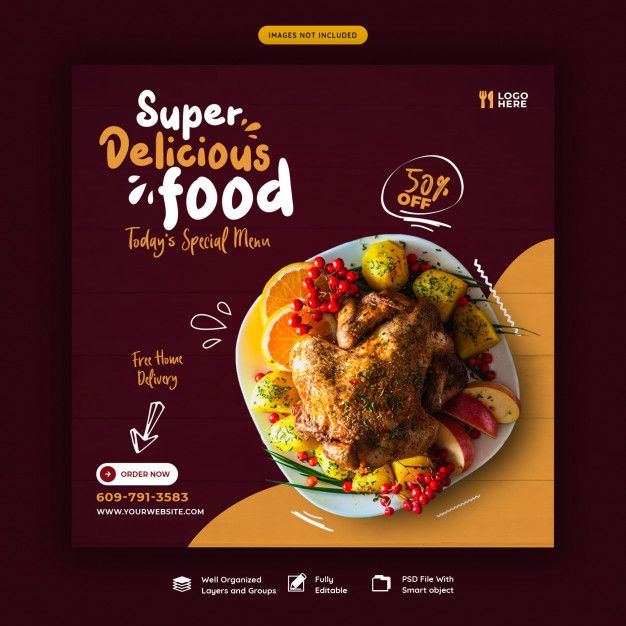 IMAGES NOT INCLUDED
LOGO
HERE
Super
Delicious
food
Today's Special Menu
50%
OFF
Free Home
Delivery
ORDER NOW
609-791-3583
WWW.YOURWEBSITE.COM
Well Organized
Layers and Groups
Fully
Editable
PSD File With
Smart object